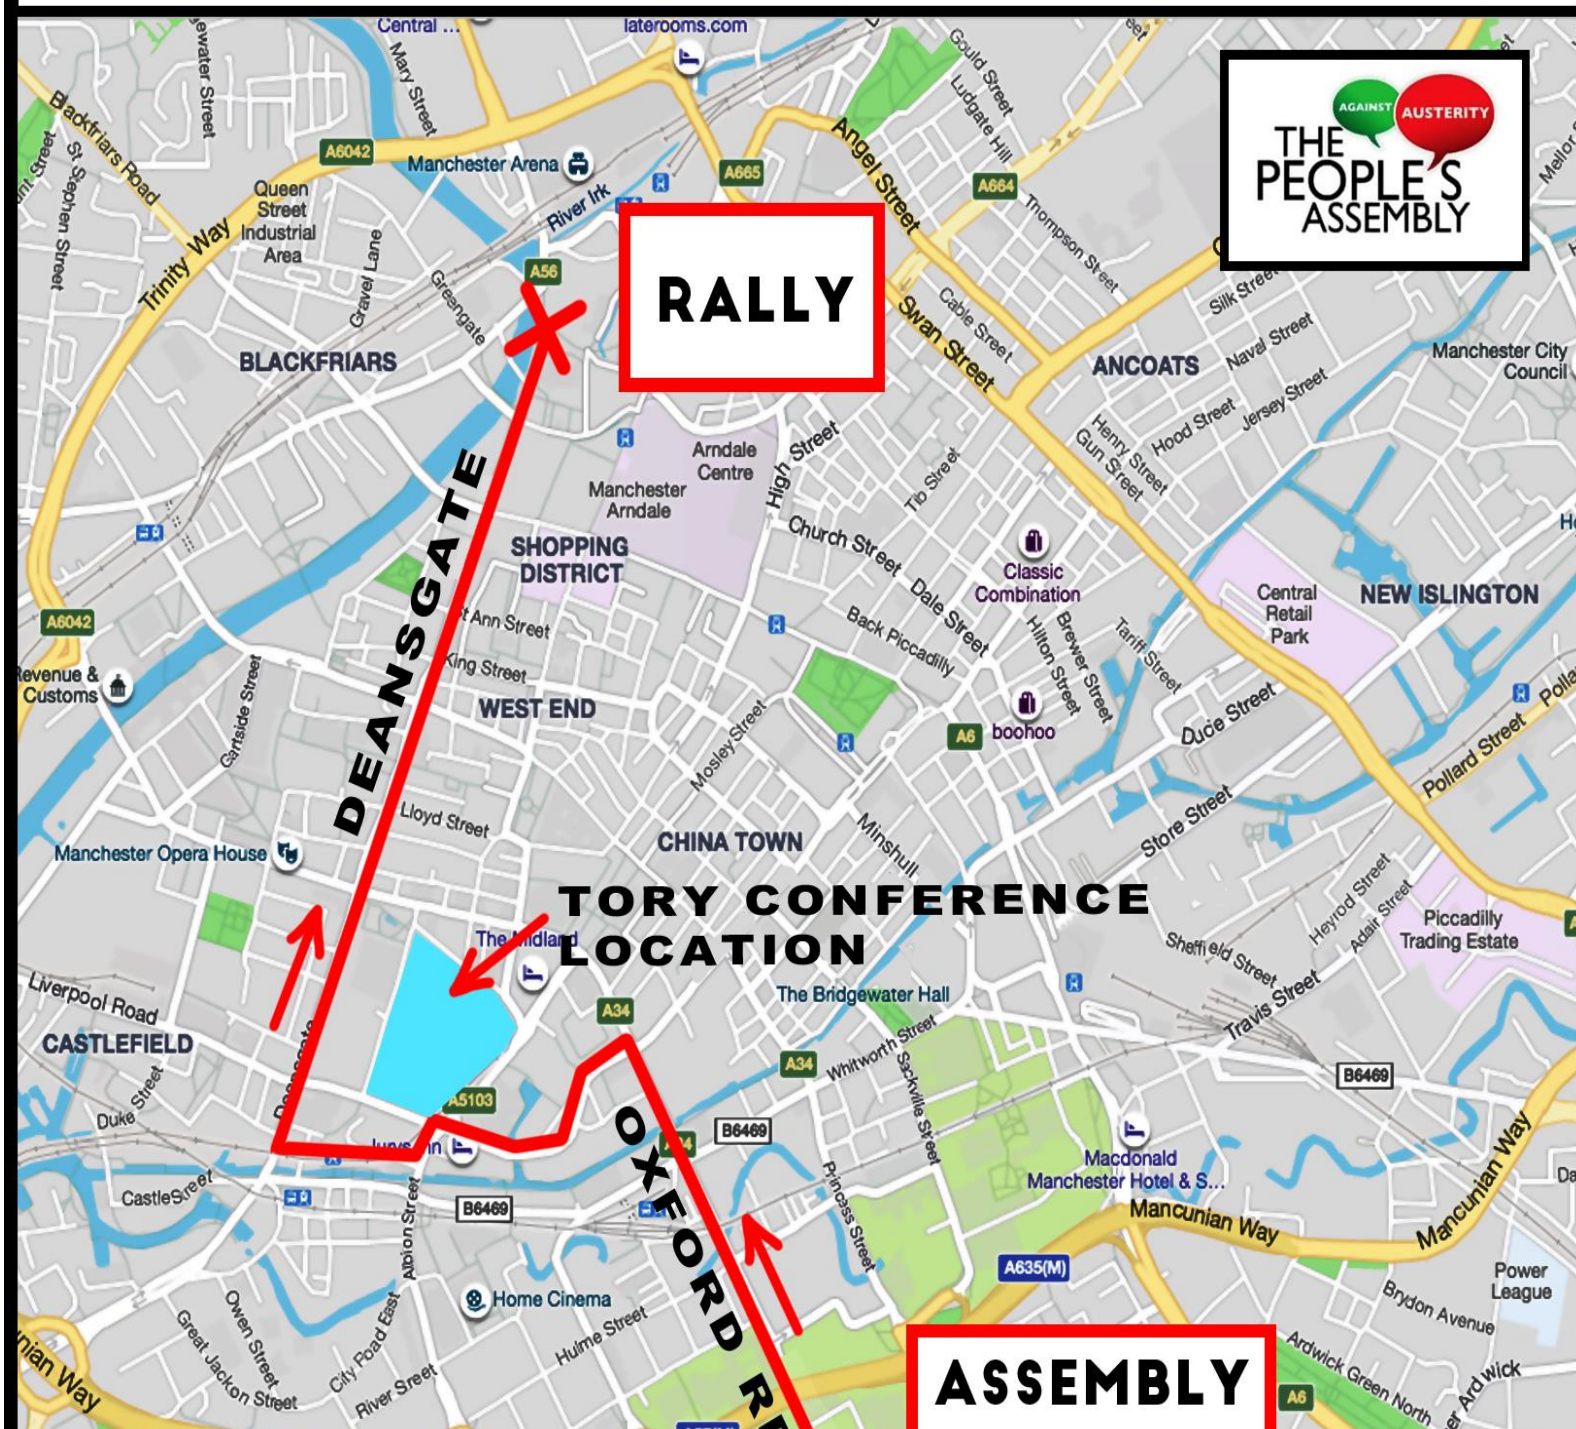 Central ...
laterooms.com
Mary Street
Gould Street
Ludgate Hill
Blackfriars Road
St Stephen Street
A6042
Manchester Arena
A665
Angel Street
A664
AGAINST
AUSTERITY
THE
PEOPLE'S
ASSEMBLY
Queen
Street
Industrial
Area
River Irk
Thompson Street
Trinity Way
Gravel Lane
Greengate
A56
RALLY
Cable Street
Silk Street
Swan Street
Naval Street
BLACKFRIARS
ANCOATS
Manchester City
Council
Jersey Street
Hood Street
Henry Street
Gun Street
Arndale
Centre
High Street
Tib Street
Manchester
Arndale
DEANSGATE
SHOPPING
DISTRICT
Church Street
Dale Street
Classic
Combination
Central
Retail
Park
NEW ISLINGTON
A6042
t Ann Street
Back Piccadilly
Hilton Street
Brewer Street
Tariff Street
King Street
Revenue &
Customs
Gartside Street
WEST END
Mosley Street
A6
boohoo
Ducie Street
Pollard Street
Lloyd Street
CHINA TOWN
Minshull
Store Street
Manchester Opera House
TORY CONFERENCE
LOCATION
The Midland
Heyrod Street
Adair Street
Piccadilly
Trading Estate
Sheffield Street
Liverpool Road
A34
The Bridgewater Hall
Travis Street
CASTLEFIELD
Deansgate
A34
Whitworth Street
Sackville Street
B6469
Duke Street
A5103
Jurys Inn
OXFORD
B6469
Castle Street
Albion Street
B6469
Princess Street
Macdonald
Manchester Hotel & S...
Mancunian Way
Mancunian Way
A635(M)
Power
League
Home Cinema
Owen Street
Great Jackson Street
City Road East
Hulme Street
River Street
Brydon Avenue
Ardwick Green North
ASSEMBLY
A6